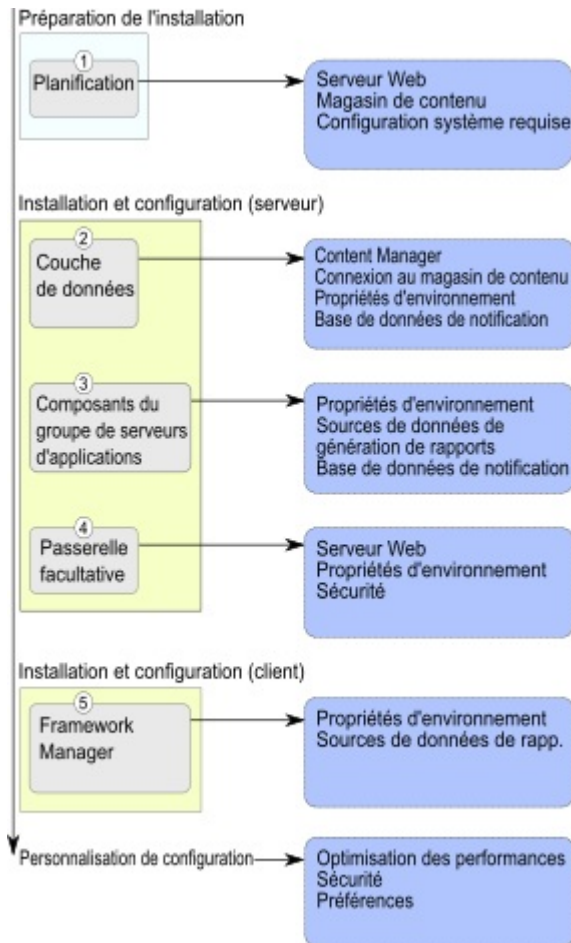 Préparation de l'installation
1
Planification
Serveur Web
Magasin de contenu
Configuration système requise
Installation et configuration (serveur)
2
Couche
de données
Content Manager
Connexion au magasin de contenu
Propriétés d'environnement
Base de données de notification
3
Composants du
groupe de serveurs
d'applications
Propriétés d'environnement
Sources de données de
génération de rapports
Base de données de notification
4
Passerelle
facultative
Serveur Web
Propriétés d'environnement
Sécurité
Installation et configuration (client)
5
Framework
Manager
Propriétés d'environnement
Sources de données de rapp.
Personnalisation de configuration
Optimisation des performances
Sécurité
Préférences